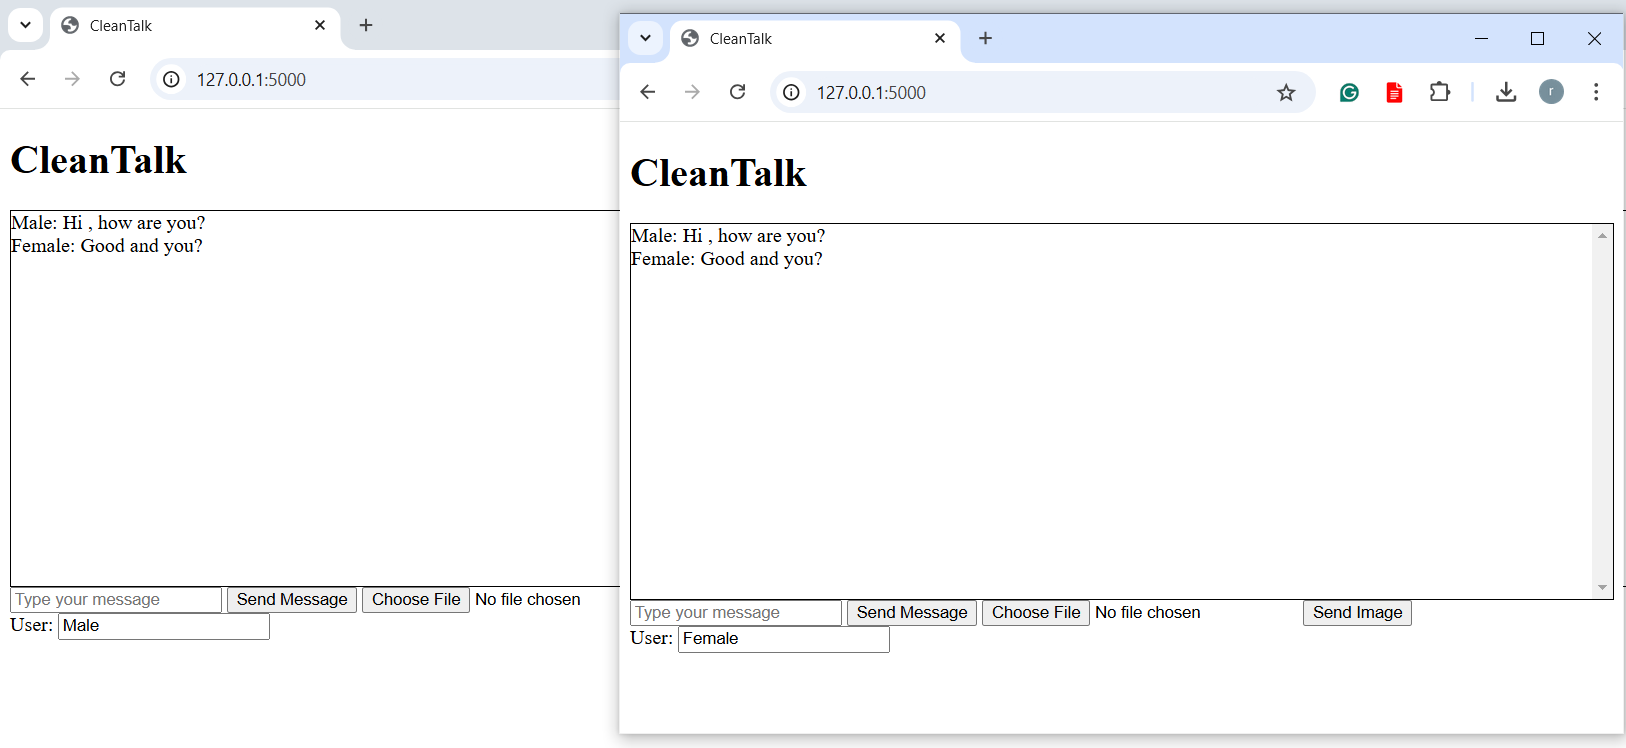 CleanTalk
127.0.0.1:5000
CleanTalk
Male: Hi , how are you?
Female: Good and you?
Type your message Send Message Choose File No file chosen
User: Male
CleanTalk
127.0.0.1:5000
r
CleanTalk
Male: Hi , how are you?
Female: Good and you?
Type your message Send Message Choose File No file chosen Send Image
User: Female